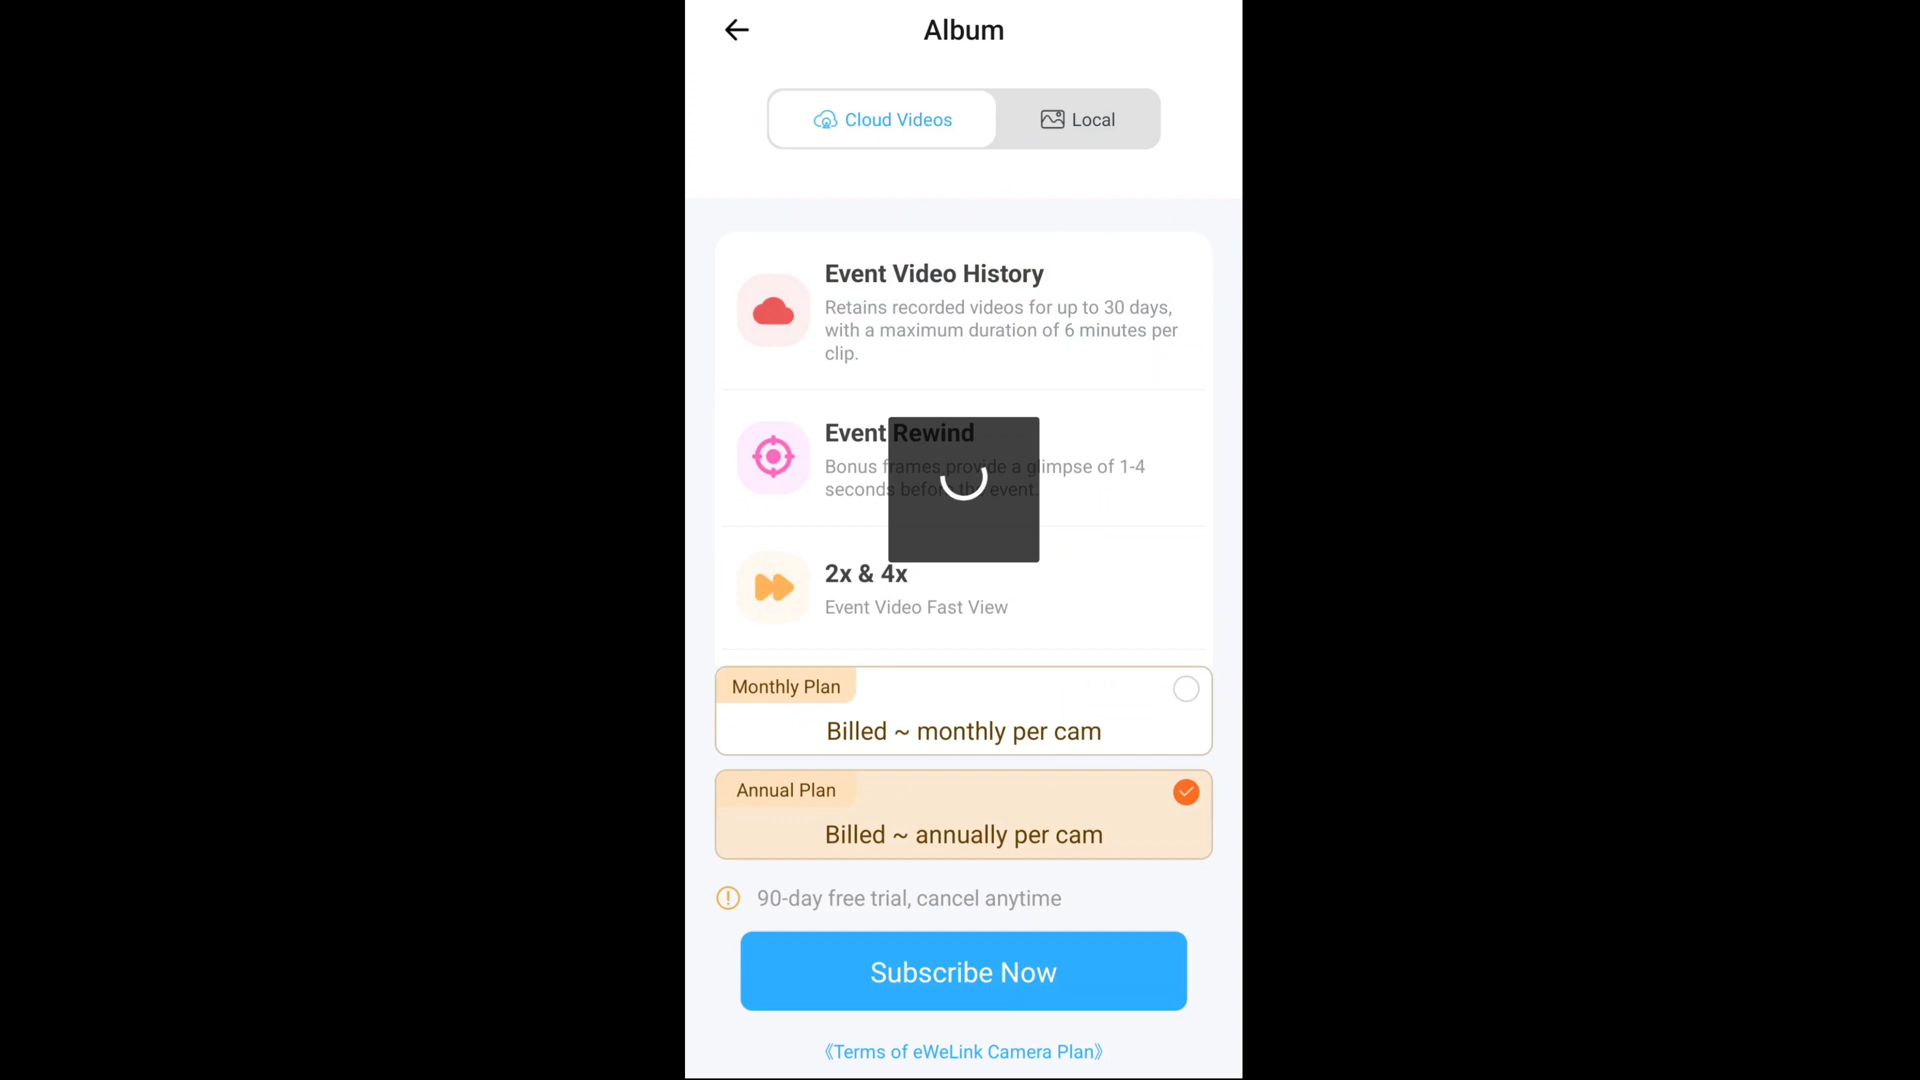 Album
Cloud Videos
Local
Event Video History
Retains recorded videos for up to 30 days,
with a maximum duration of 6 minutes per
clip.
Event Rewind
Bonus frames provide a glimpse of 1-4
seconds before the event.
2x & 4x
Event Video Fast View
Monthly Plan
Billed ~ monthly per cam
Annual Plan
Billed ~ annually per cam
90-day free trial, cancel anytime
Subscribe Now
《Terms of eWeLink Camera Plan》